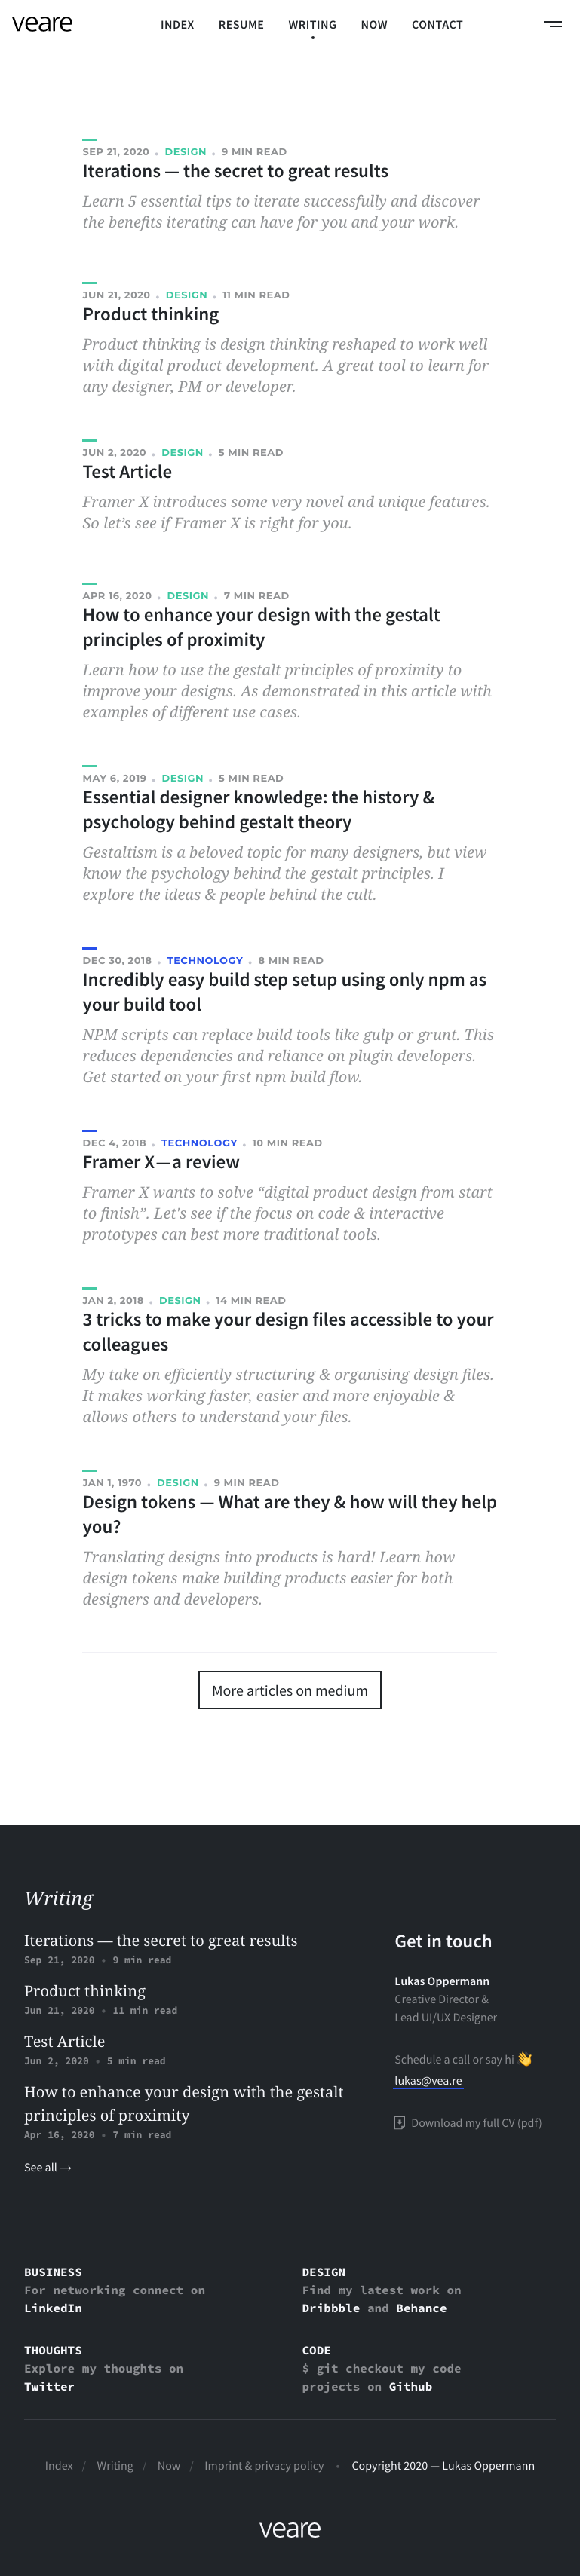 veare
INDEX RESUME WRITING NOW CONTACT
SEP 21, 2020 • DESIGN • 9 MIN READ
Iterations — the secret to great results
Learn 5 essential tips to iterate successfully and discover
the benefits iterating can have for you and your work.
JUN 21, 2020 • DESIGN • 11 MIN READ
Product thinking
Product thinking is design thinking reshaped to work well
with digital product development. A great tool to learn for
any designer, PM or developer.
JUN 2, 2020 • DESIGN • 5 MIN READ
Test Article
Framer X introduces some very novel and unique features.
So let’s see if Framer X is right for you.
APR 16, 2020 • DESIGN • 7 MIN READ
How to enhance your design with the gestalt
principles of proximity
Learn how to use the gestalt principles of proximity to
improve your designs. As demonstrated in this article with
examples of different use cases.
MAY 6, 2019 • DESIGN • 5 MIN READ
Essential designer knowledge: the history &
psychology behind gestalt theory
Gestaltism is a beloved topic for many designers, but view
know the psychology behind the gestalt principles. I
explore the ideas & people behind the cult.
DEC 30, 2018 • TECHNOLOGY • 8 MIN READ
Incredibly easy build step setup using only npm as
your build tool
NPM scripts can replace build tools like gulp or grunt. This
reduces dependencies and reliance on plugin developers.
Get started on your first npm build flow.
DEC 4, 2018 • TECHNOLOGY • 10 MIN READ
Framer X—a review
Framer X wants to solve “digital product design from start
to finish”. Let's see if the focus on code & interactive
prototypes can best more traditional tools.
JAN 2, 2018 • DESIGN • 14 MIN READ
3 tricks to make your design files accessible to your
colleagues
My take on efficiently structuring & organising design files.
It makes working faster, easier and more enjoyable &
allows others to understand your files.
JAN 1, 1970 • DESIGN • 9 MIN READ
Design tokens — What are they & how will they help
you?
Translating designs into products is hard! Learn how
design tokens make building products easier for both
designers and developers.
More articles on medium
Writing
Iterations — the secret to great results
Sep 21, 2020 • 9 min read
Product thinking
Jun 21, 2020 • 11 min read
Test Article
Jun 2, 2020 • 5 min read
How to enhance your design with the gestalt
principles of proximity
Apr 16, 2020 • 7 min read
See all →
Get in touch
Lukas Oppermann
Creative Director &
Lead UI/UX Designer
Schedule a call or say hi 👋
lukas@vea.re
Download my full CV (pdf)
BUSINESS
For networking connect on
LinkedIn
DESIGN
Find my latest work on
Dribbble and Behance
THOUGHTS
Explore my thoughts on
Twitter
CODE
$ git checkout my code
projects on Github
Index / Writing / Now / Imprint & privacy policy • Copyright 2020 — Lukas Oppermann
veare